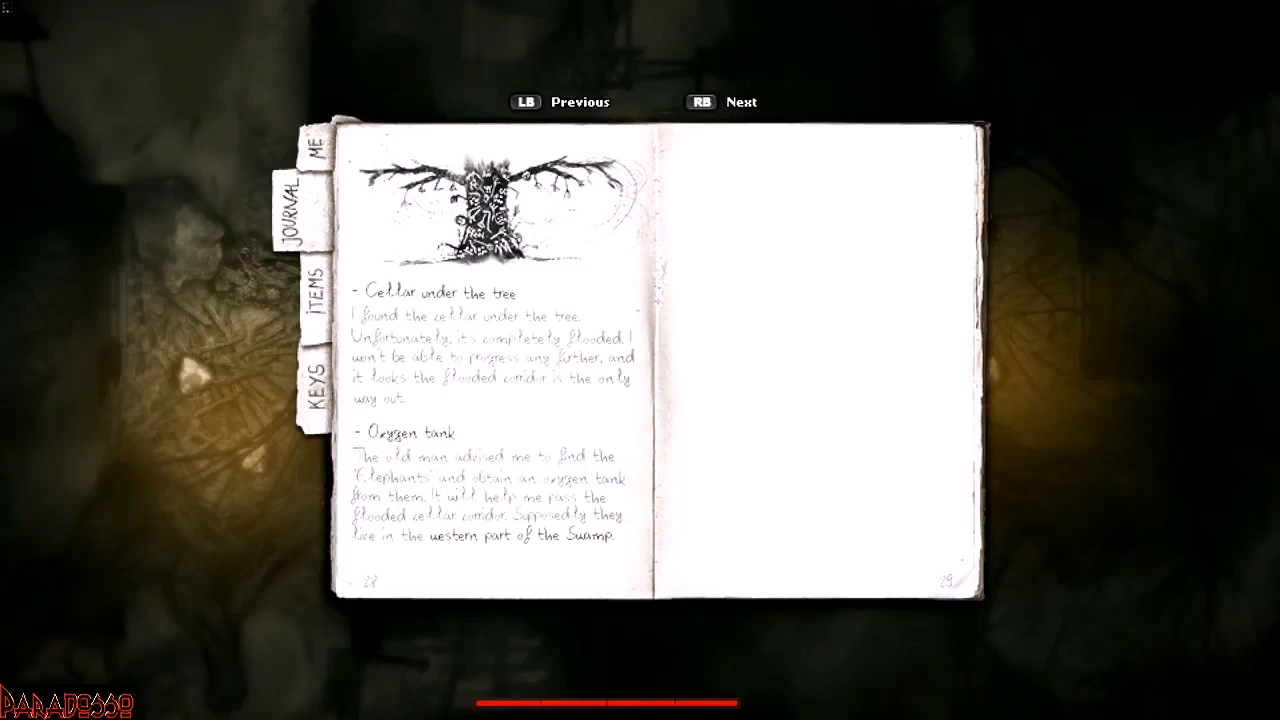 LB Previous RB Next
ME
JOURNAL
ITEMS
KEYS
- Cellar under the tree
I found the cellar under the tree.
Unfortunately, it's completely flooded. I
won't be able to progress any further, and
it looks the flooded corridor is the only
way out.
- Oxygen tank
The old man advised me to find the
"Elephants" and obtain an oxygen tank
from them. It will help me pass the
flooded cellar corridor. Supposedly they
live in the western part of the Swamp.
28
29